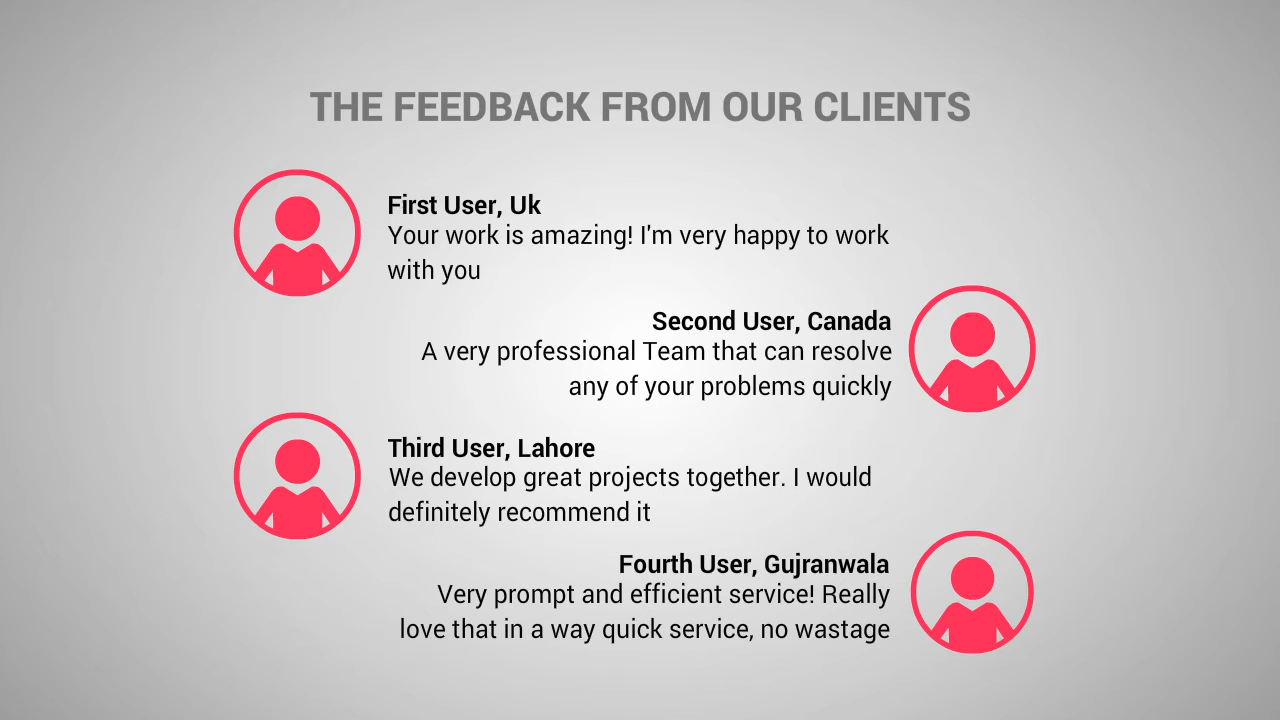 THE FEEDBACK FROM OUR CLIENTS
First User, Uk
Your work is amazing! I'm very happy to work
with you
Second User, Canada
A very professional Team that can resolve
any of your problems quickly
Third User, Lahore
We develop great projects together. I would
definitely recommend it
Fourth User, Gujranwala
Very prompt and efficient service! Really
love that in a way quick service, no wastage